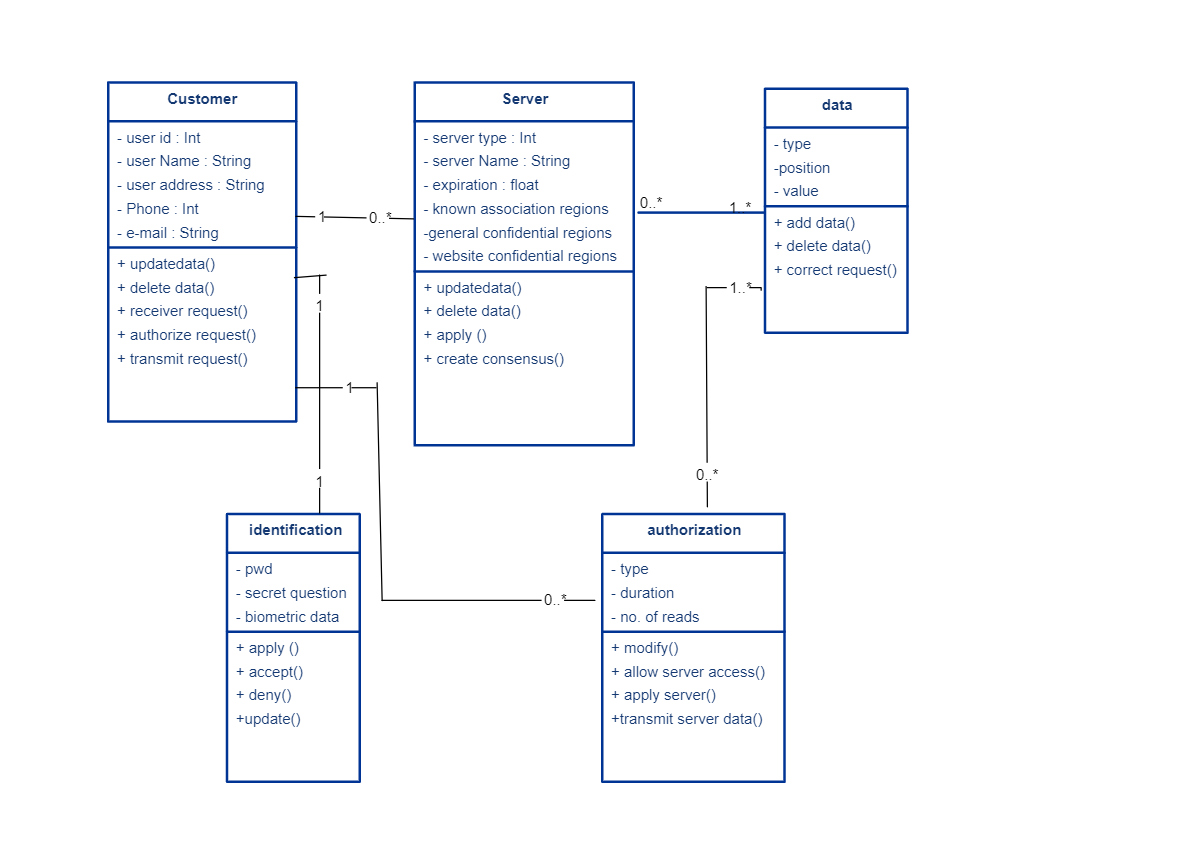 Customer
- user id : Int
- user Name : String
- user address : String
- Phone : Int
- e-mail : String
+ updatedata()
+ delete data()
+ receiver request()
+ authorize request()
+ transmit request()
1
0..*
Server
- server type : Int
- server Name : String
- expiration : float
- known association regions
-general confidential regions
- website confidential regions
+ updatedata()
+ delete data()
+ apply ()
+ create consensus()
0..*
1..*
data
- type
-position
- value
+ add data()
+ delete data()
+ correct request()
1..*
1
1
1
0..*
0..*
identification
- pwd
- secret question
- biometric data
+ apply ()
+ accept()
+ deny()
+update()
authorization
- type
- duration
- no. of reads
+ modify()
+ allow server access()
+ apply server()
+transmit server data()